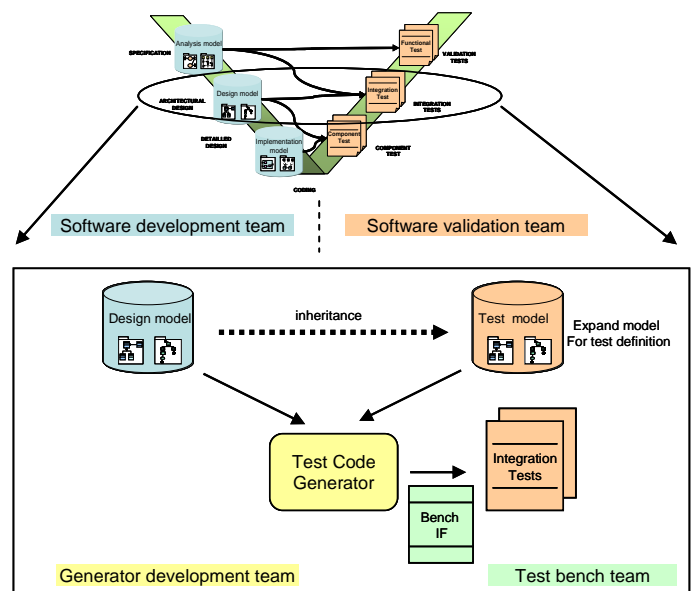 Analysis model
Functional
Test
SPECIFICATION
VALIDATION
TESTS
Design model
Integration
Test
ARCHITECTURAL
DESIGN
INTEGRATION
TESTS
DETAILLED
DESIGN
Implementation
model
Component
Test
COMPONENT
TEST
CODING
Software development team
Software validation team
Design model
inheritance
Test model
Expand model
For test definition
Test Code
Generator
Integration
Tests
Bench
IF
Generator development team
Test bench team